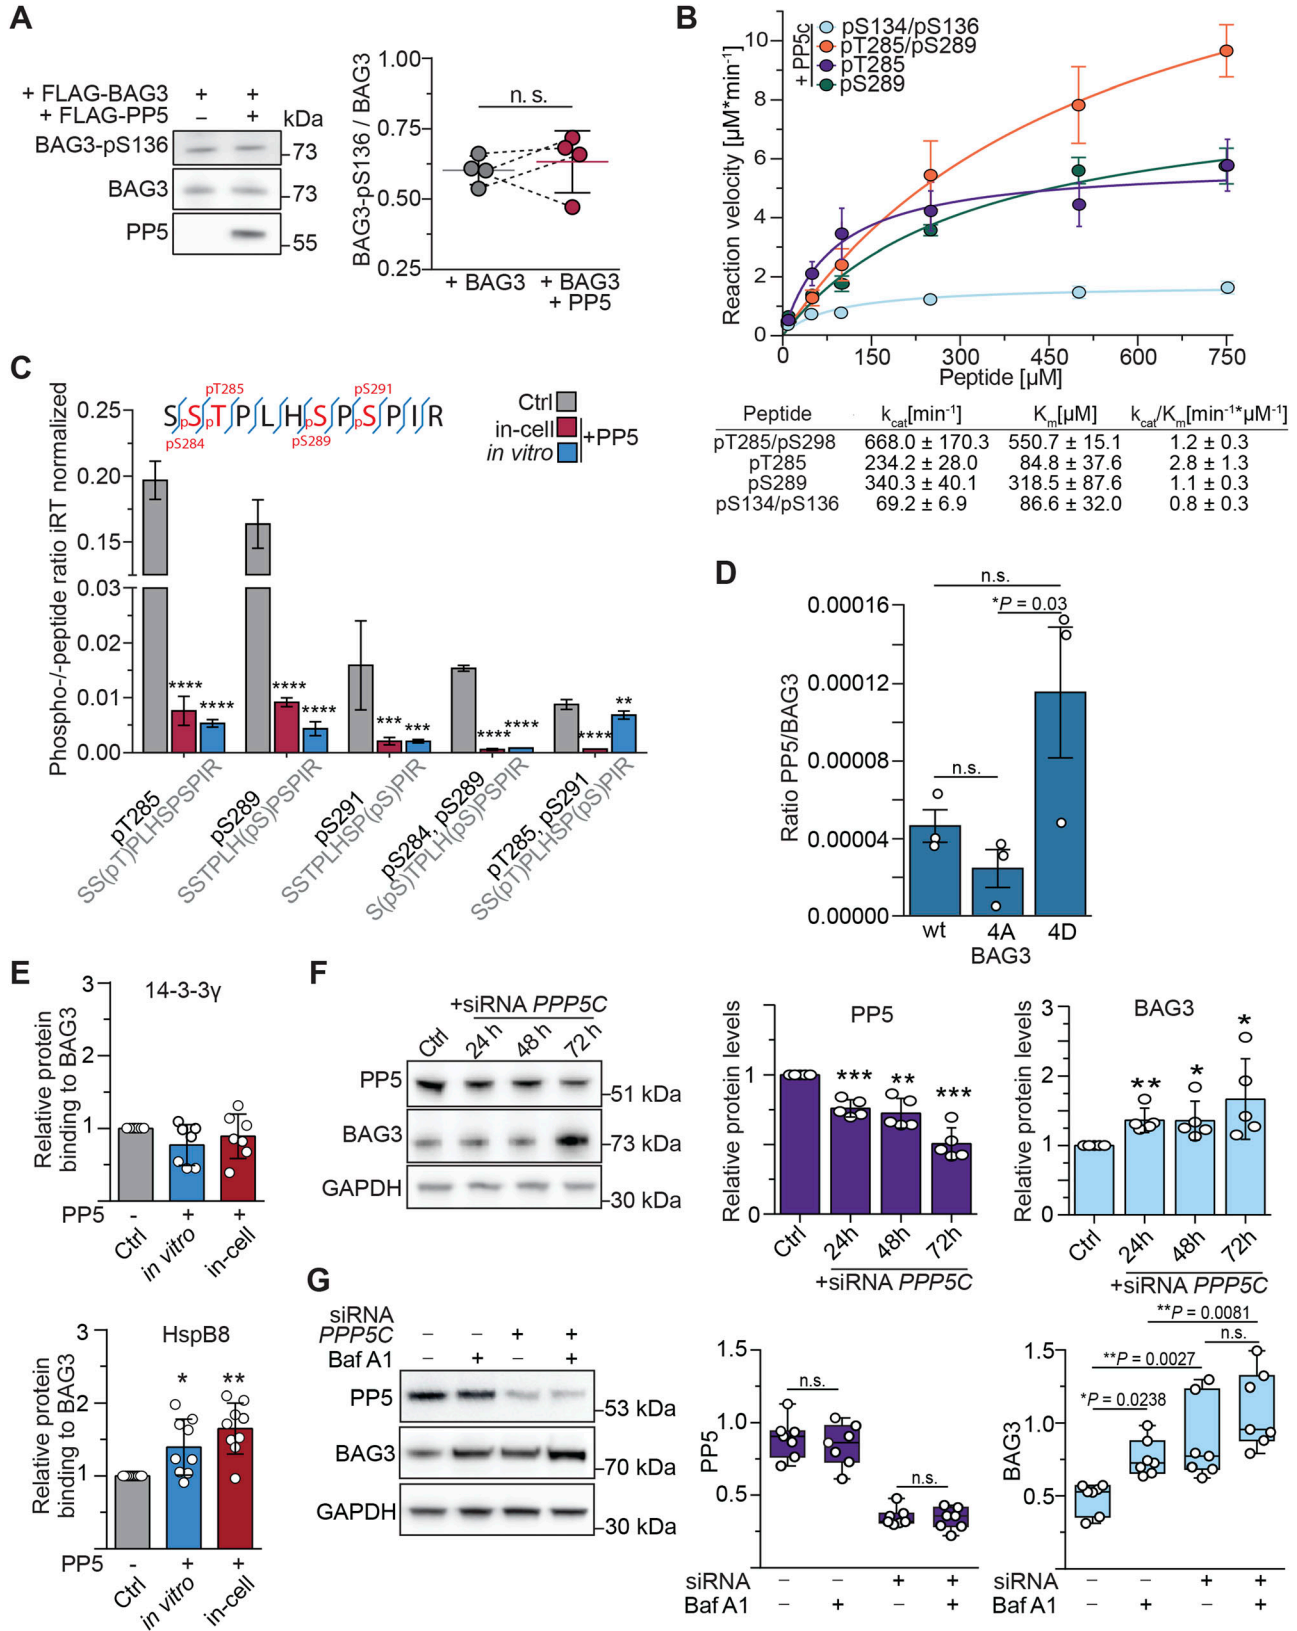 A
+ FLAG-BAG3 + +
+ FLAG-PP5 – + kDa
BAG3-pS136 73
BAG3 73
PP5 55
BAG3-pS136 / BAG3
1.00
0.75
0.50
0.25
n. s.
+ BAG3
+ BAG3
+ PP5
B
+ PP5c
pS134/pS136
pT285/pS289
pT285
pS289
Reaction velocity [µM*min-1]
10
8
6
4
2
0
0 150 300 450 600 750
Peptide [µM]
Peptide kcat[min-1] Km[µM] kcat/Km[min-1*µM-1]
pT285/pS298 668.0 ± 170.3 550.7 ± 15.1 1.2 ± 0.3
pT285 234.2 ± 28.0 84.8 ± 37.6 2.8 ± 1.3
pS289 340.3 ± 40.1 318.5 ± 87.6 1.1 ± 0.3
pS134/pS136 69.2 ± 6.9 86.6 ± 32.0 0.8 ± 0.3
C
pT285 pS291
SpSpTPLHpSPpSPIR
pS284 pS289
Ctrl
in-cell
in vitro
+PP5
Phospho-/-peptide ratio iRT normalized
0.25
0.20
0.15
0.03
0.02
0.01
0.00
**** ****
**** ****
*** ***
**** ****
**** **
pT285
SS(pT)PLHSPSPIR
pS289
SSTPLH(pS)PSPIR
pS291
SSTPLHSP(pS)PIR
pS284, pS289
S(pS)TPLH(pS)PSPIR
pT285, pS291
SS(pT)PLHSP(pS)PIR
D
Ratio PP5/BAG3
0.00016
0.00012
0.00008
0.00004
0.00000
n.s.
*P = 0.03
n.s.
wt 4A 4D
BAG3
E
Relative protein
binding to BAG3
14-3-3γ
3
2
1
PP5 - + +
Ctrl
in vitro
in-cell
Relative protein
binding to BAG3
HspB8
3
2
1
0
* **
PP5 - + +
Ctrl
in vitro
in-cell
F
+siRNA PPP5C
Ctrl 24 h 48 h 72 h
PP5 51 kDa
BAG3 73 kDa
GAPDH 30 kDa
Relative protein levels
PP5
1
0
*** ** ***
Ctrl 24h 48h 72h
+siRNA PPP5C
Relative protein levels
BAG3
3
2
1
0
** * *
Ctrl 24h 48h 72h
+siRNA PPP5C
G
siRNA
PPP5C – – + +
Baf A1 – + – +
PP5 53 kDa
BAG3 70 kDa
GAPDH 30 kDa
PP5
1.5
1.0
0.5
n.s.
n.s.
siRNA – – + +
Baf A1 – + – +
BAG3
1.5
1.0
0.5
**P = 0.0081
n.s.
**P = 0.0027
*P = 0.0238
siRNA – – + +
Baf A1 – + – +